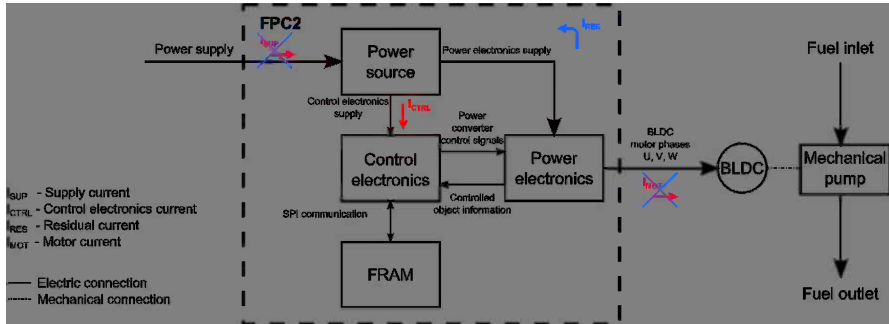 FPC2
I_SUP
I_RES
Power supply
Power
source
Power electronics supply
Fuel inlet
Control electronics
supply
I_CTRL
Power
converter
control signals
BLDC
motor phases
U, V, W
Control
electronics
Power
electronics
BLDC
Mechanical
pump
I_MOT
Controlled
object information
SPI communication
FRAM
Fuel outlet
I_SUP - Supply current
I_CTRL - Control electronics current
I_RES - Residual current
I_MOT - Motor current
Electric connection
Mechanical connection